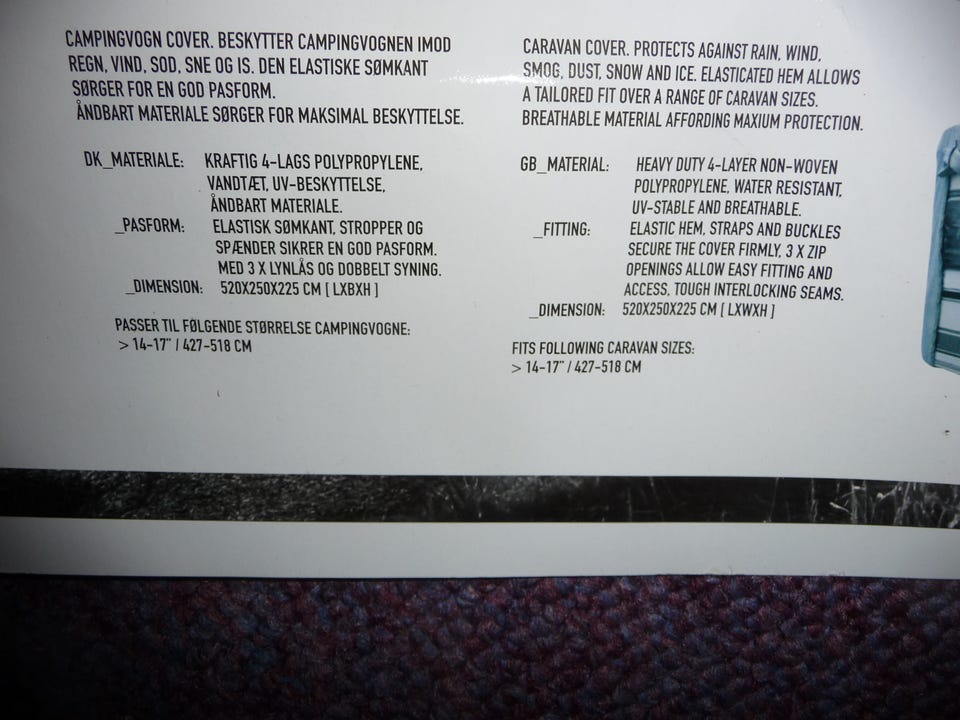 CAMPINGVOGN COVER. BESKYTTER CAMPINGVOGNEN IMOD
REGN, VIND, SOD, SNE OG IS. DEN ELASTISKE SØMKANT
SØRGER FOR EN GOD PASFORM.
ÅNDBART MATERIALE SØRGER FOR MAKSIMAL BESKYTTELSE.
DK_MATERIALE: KRAFTIG 4-LAGS POLYPROPYLENE,
VANDTÆT, UV-BESKYTTELSE,
ÅNDBART MATERIALE.
_PASFORM: ELASTISK SØMKANT, STROPPER OG
SPÆNDER SIKRER EN GOD PASFORM.
MED 3 X LYNLÅS OG DOBBELT SYNING.
_DIMENSION: 520X250X225 CM [ LXBXH ]
PASSER TIL FØLGENDE STØRRELSE CAMPINGVOGNE:
> 14-17" / 427-518 CM
CARAVAN COVER. PROTECTS AGAINST RAIN, WIND,
SMOG, DUST, SNOW AND ICE. ELASTICATED HEM ALLOWS
A TAILORED FIT OVER A RANGE OF CARAVAN SIZES.
BREATHABLE MATERIAL AFFORDING MAXIUM PROTECTION.
GB_MATERIAL: HEAVY DUTY 4-LAYER NON-WOVEN
POLYPROPYLENE, WATER RESISTANT,
UV-STABLE AND BREATHABLE.
_FITTING: ELASTIC HEM, STRAPS AND BUCKLES
SECURE THE COVER FIRMLY, 3 X ZIP
OPENINGS ALLOW EASY FITTING AND
ACCESS, TOUGH INTERLOCKING SEAMS.
_DIMENSION: 520X250X225 CM [ LXWXH ]
FITS FOLLOWING CARAVAN SIZES:
> 14-17" / 427-518 CM